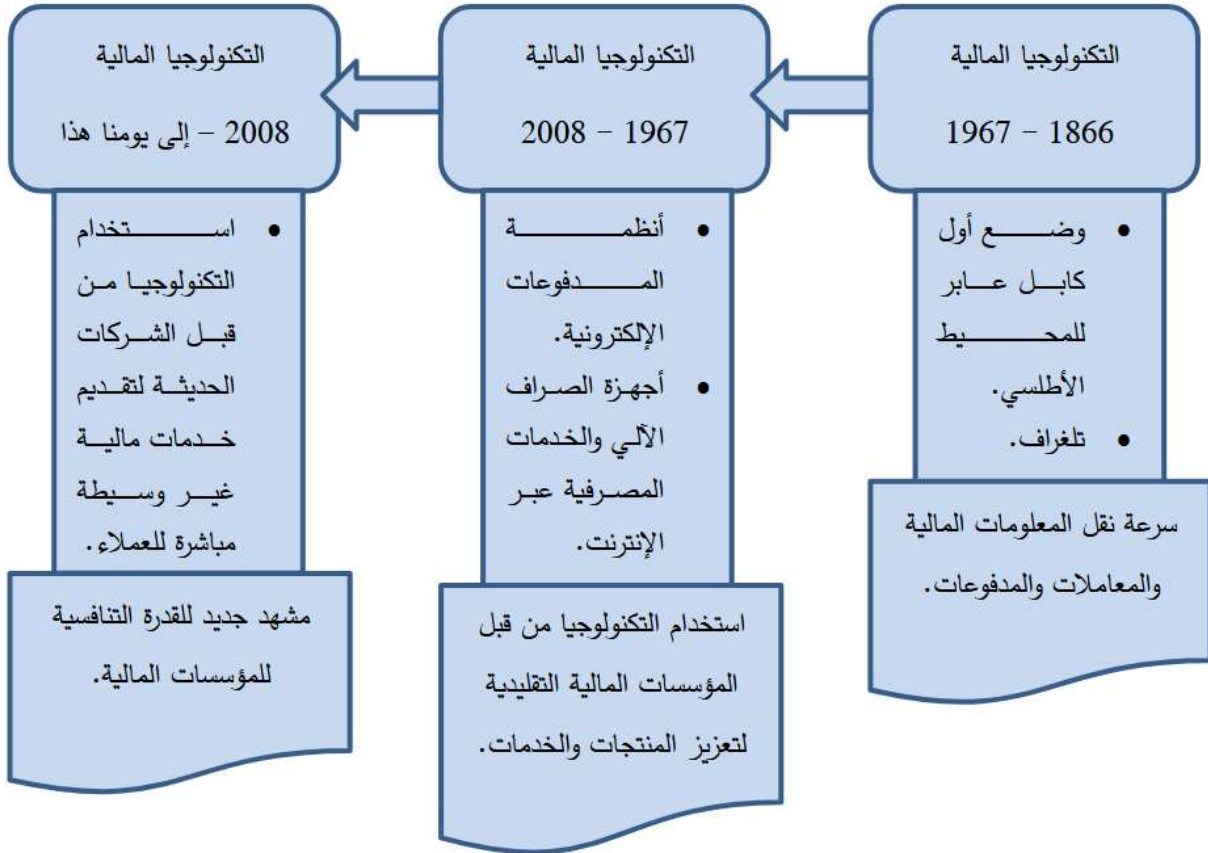 التكنولوجيا المالية
1866 – 1967
• وضع أول
كابل عابر
للمحيط
الأطلسي.
• تلغراف.
سرعة نقل المعلومات المالية
والمعاملات والمدفوعات.
التكنولوجيا المالية
1967 – 2008
• أنظمة
المدفوعات
الإلكترونية.
• أجهزة الصراف
الآلي والخدمات
المصرفية عبر
الإنترنت.
استخدام التكنولوجيا من قبل
المؤسسات المالية التقليدية
لتعزيز المنتجات والخدمات.
التكنولوجيا المالية
2008 – إلى يومنا هذا
• استخدام
التكنولوجيا من
قبل الشركات
الحديثة لتقديم
خدمات مالية
غير وسيطة
مباشرة للعملاء.
مشهد جديد للقدرة التنافسية
للمؤسسات المالية.